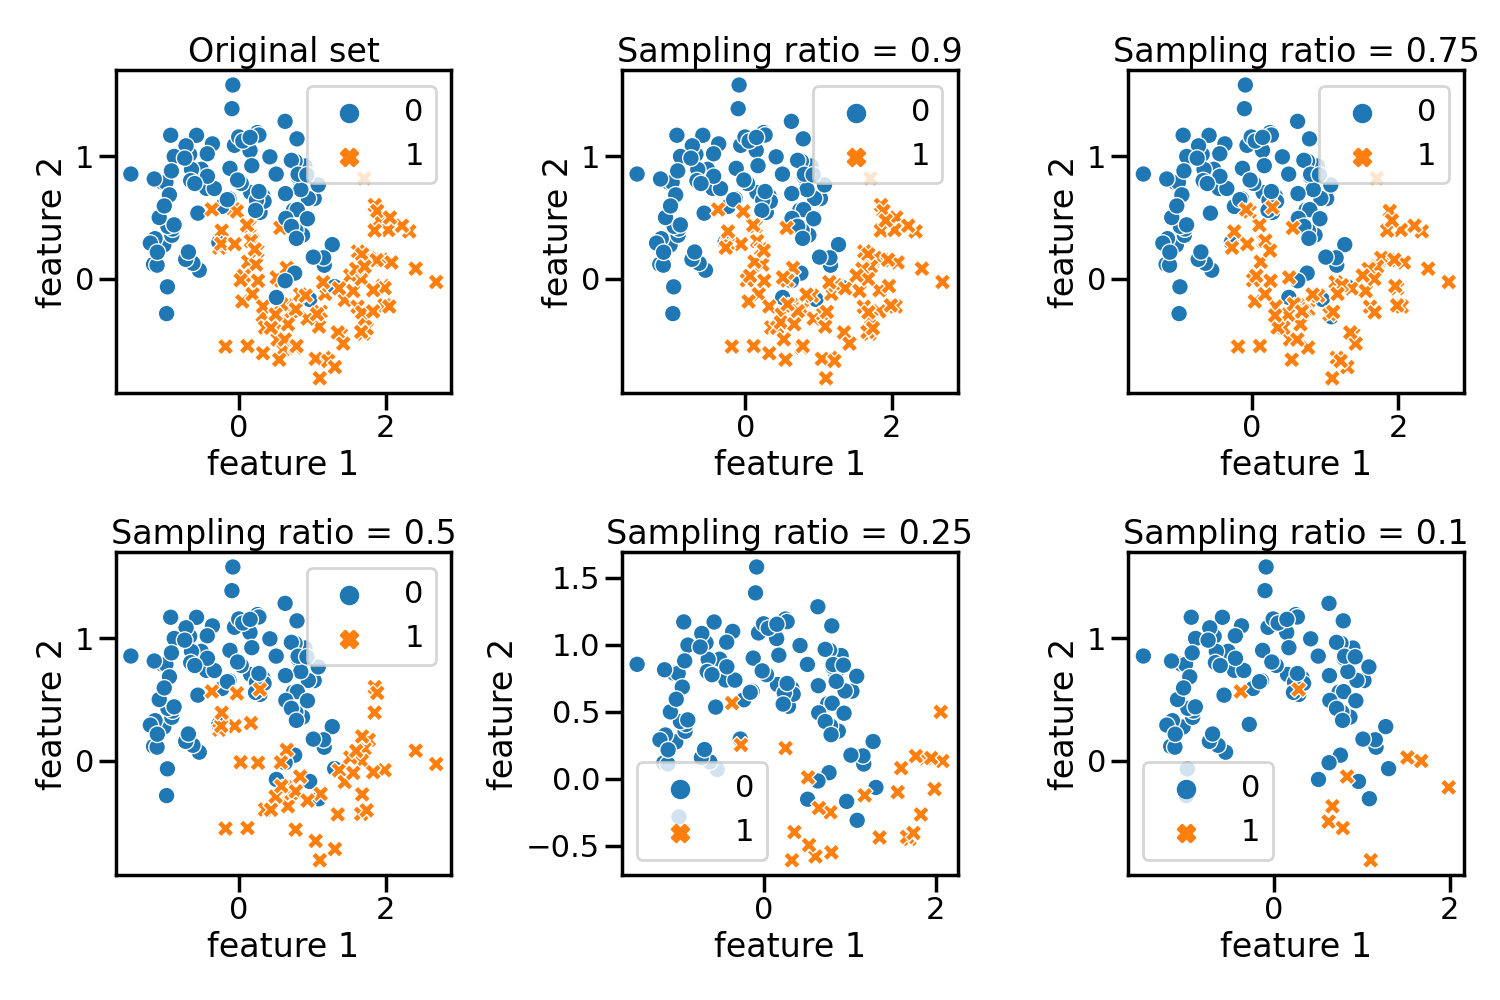 Original set
Sampling ratio = 0.9
Sampling ratio = 0.75
feature 2
1
0
0
1
0
2
feature 1
feature 2
1
0
0
1
0
2
feature 1
feature 2
1
0
0
1
0
2
feature 1
Sampling ratio = 0.5
Sampling ratio = 0.25
Sampling ratio = 0.1
feature 2
1
0
0
1
0
2
feature 1
feature 2
1.5
1.0
0.5
0.0
−0.5
0
1
0
2
feature 1
feature 2
1
0
0
1
0
2
feature 1